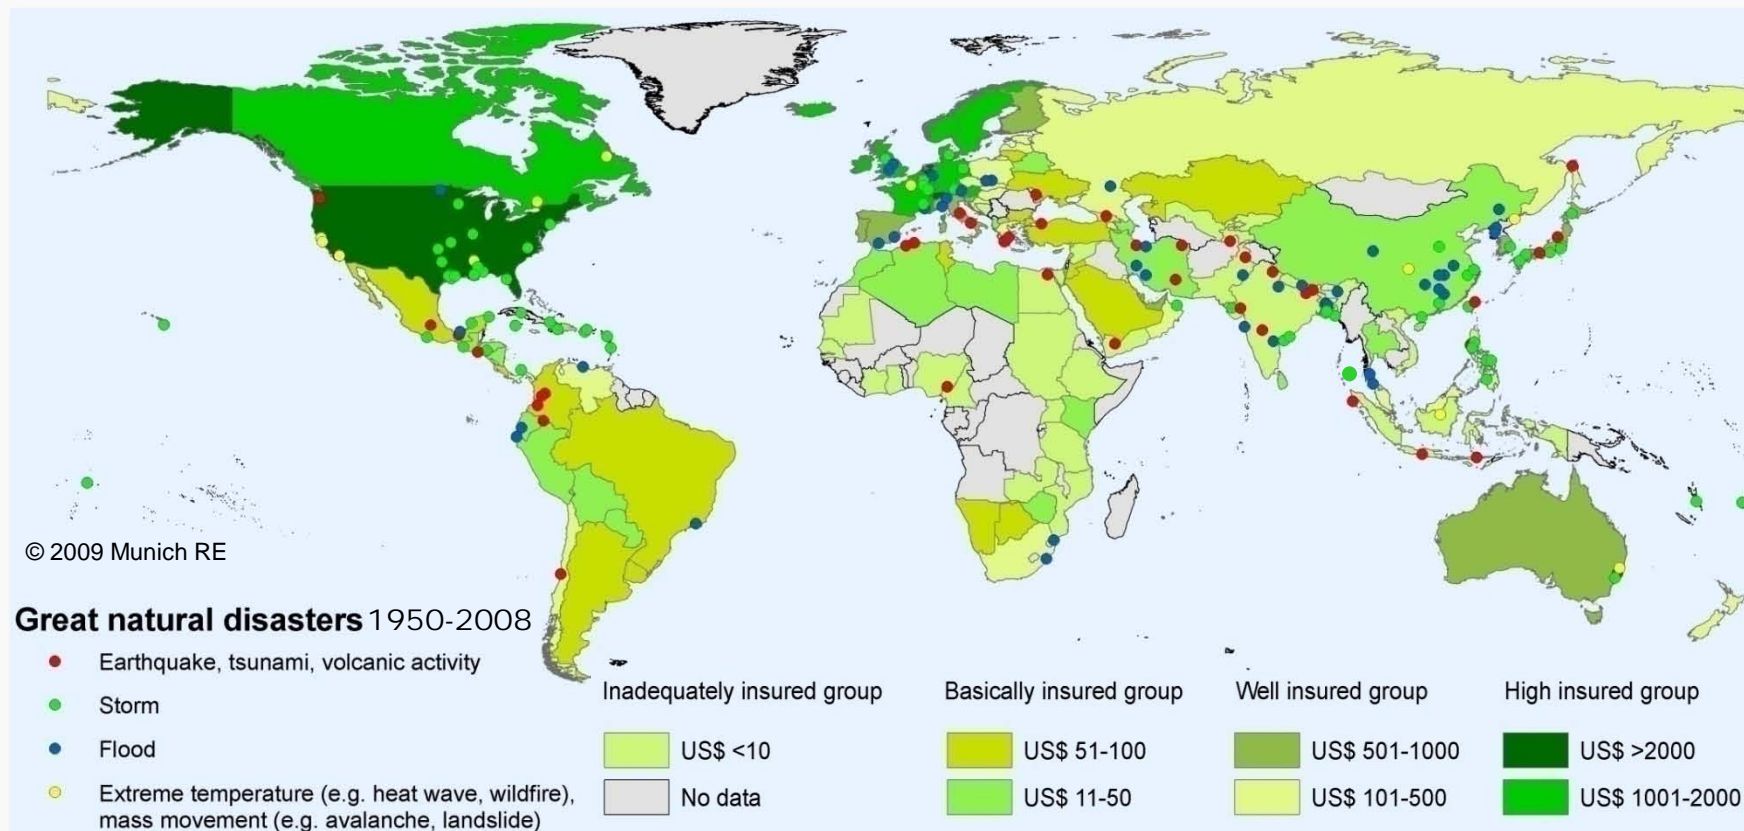 © 2009 Munich RE
Great natural disasters 1950-2008
Earthquake, tsunami, volcanic activity
Storm
Flood
Extreme temperature (e.g. heat wave, wildfire),
mass movement (e.g. avalanche, landslide)
Inadequately insured group
US$ <10
No data
Basically insured group
US$ 51-100
US$ 11-50
Well insured group
US$ 501-1000
US$ 101-500
High insured group
US$ >2000
US$ 1001-2000